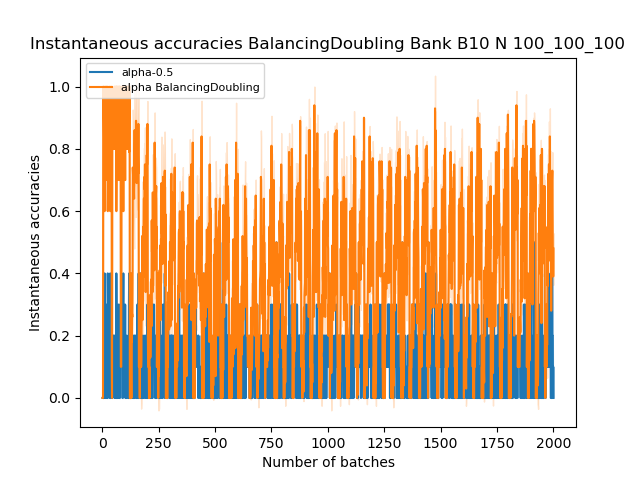 Instantaneous accuracies BalancingDoubling Bank B10 N 100_100_100
alpha-0.5
alpha BalancingDoubling
1.0
0.8
0.6
0.4
0.2
0.0
Instantaneous accuracies
0 250 500 750 1000 1250 1500 1750 2000
Number of batches